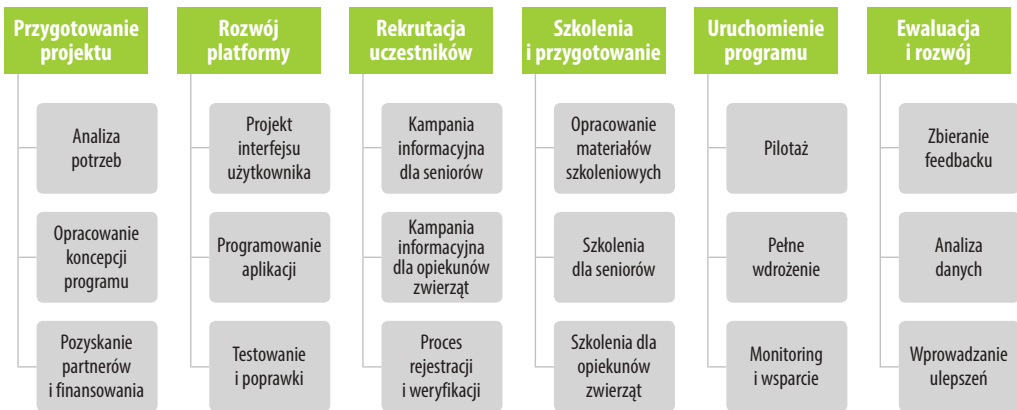 Przygotowanie
projektu
Analiza
potrzeb
Opracowanie
koncepcji
programu
Pozyskanie
partnerów
i finansowania
Rozwój
platformy
Projekt
interfejsu
użytkownika
Programowanie
aplikacji
Testowanie
i poprawki
Rekrutacja
uczestników
Kampania
informacyjna
dla seniorów
Kampania
informacyjna
dla opiekunów
zwierząt
Proces
rejestracji
i weryfikacji
Szkolenia
i przygotowanie
Opracowanie
materiałów
szkoleniowych
Szkolenia
dla seniorów
Szkolenia dla
opiekunów
zwierząt
Uruchomienie
programu
Pilotaż
Pełne
wdrożenie
Monitoring
i wsparcie
Ewaluacja
i rozwój
Zbieranie
feedbacku
Analiza
danych
Wprowadzanie
ulepszeń